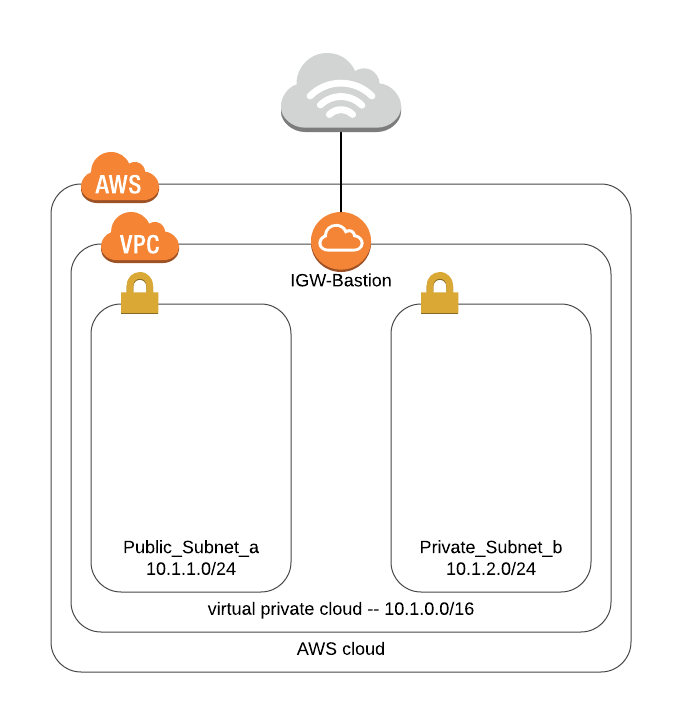 AWS
VPC
IGW-Bastion
Public_Subnet_a
10.1.1.0/24
Private_Subnet_b
10.1.2.0/24
virtual private cloud -- 10.1.0.0/16
AWS cloud